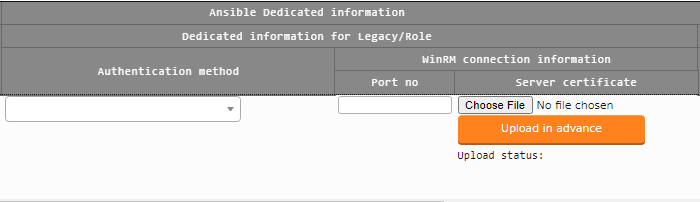 Ansible Dedicated information
Dedicated information for Legacy/Role
Authentication method
WinRM connection information
Port no
Server certificate
Choose File No file chosen
Upload in advance
Upload status: